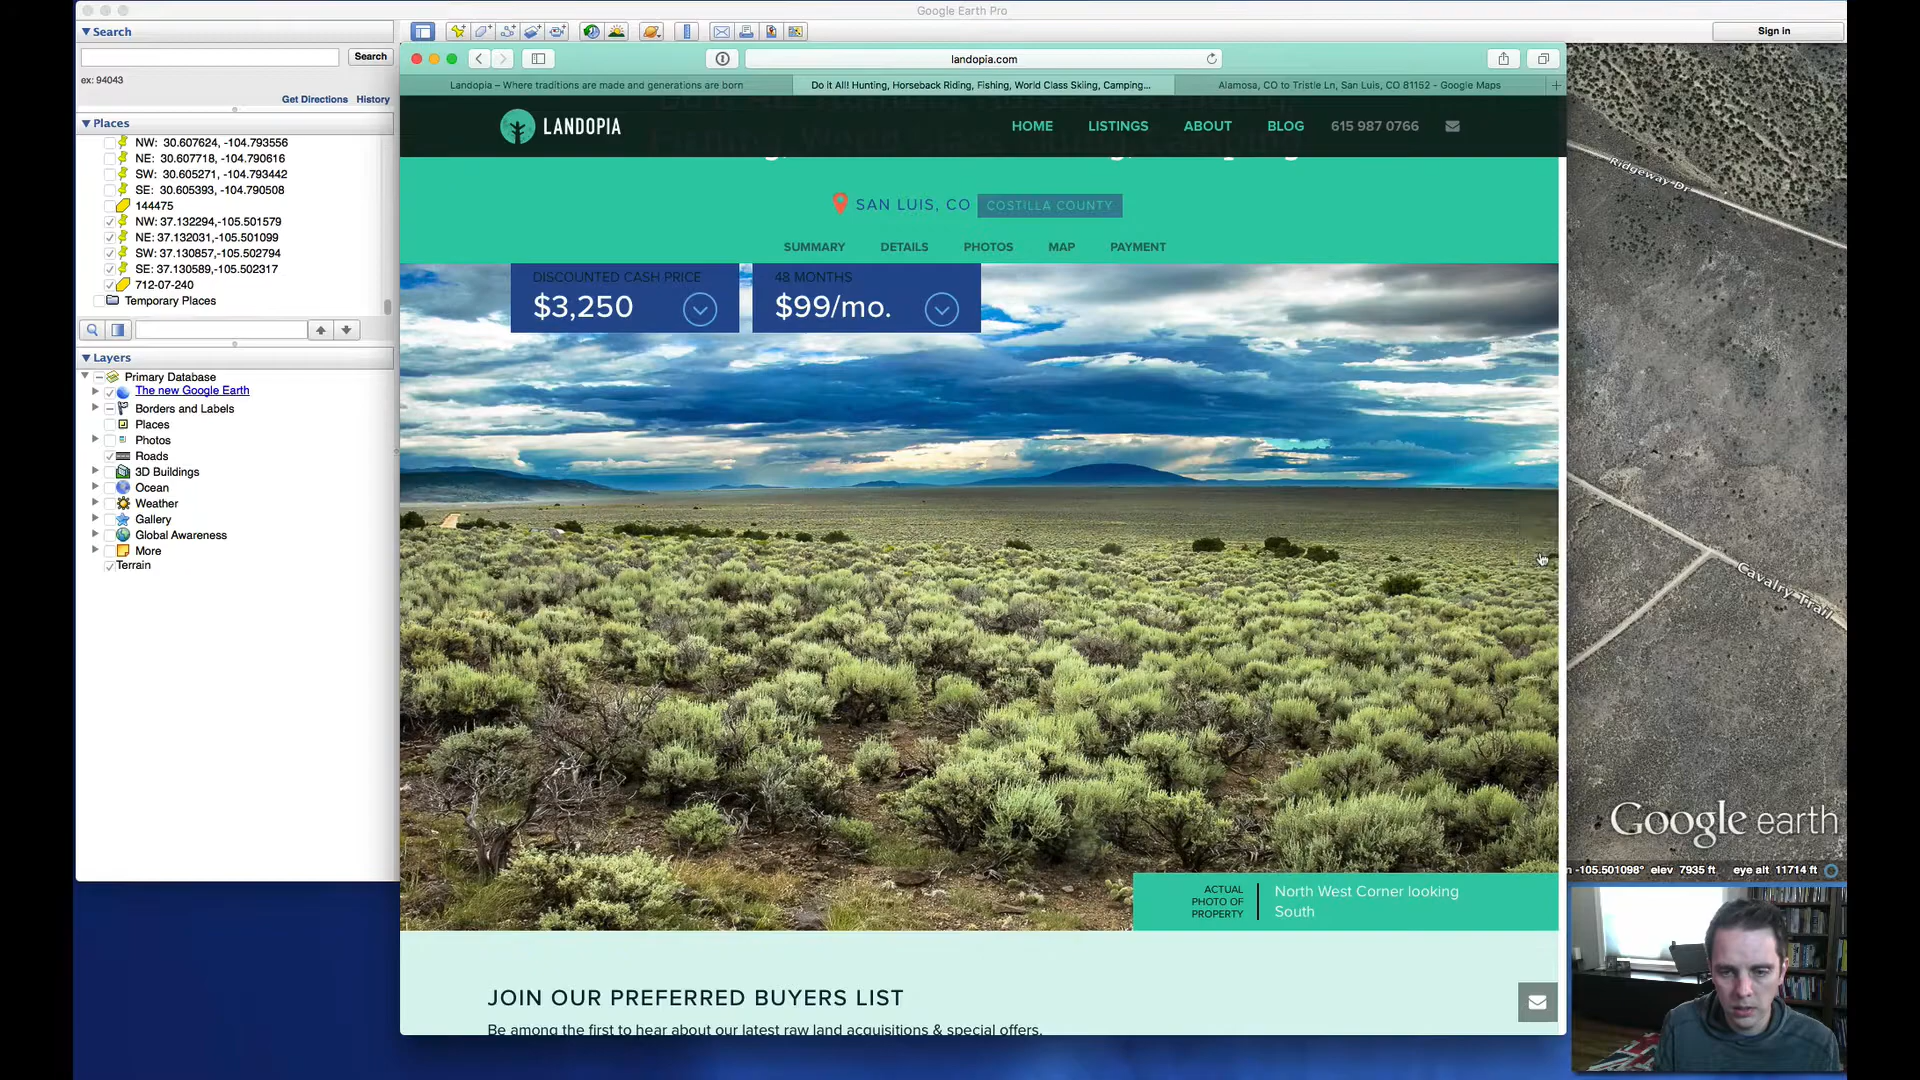 Google Earth Pro
Search
Search
ex: 94043
Get Directions History
Places
NW: 30.607624, -104.793556
NE: 30.607718, -104.790616
SW: 30.605271, -104.793442
SE: 30.605393, -104.790508
144475
NW: 37.132294,-105.501579
NE: 37.132031,-105.501099
SW: 37.130857,-105.502794
SE: 37.130589,-105.502317
712-07-240
Temporary Places
Layers
Primary Database
The new Google Earth
Borders and Labels
Places
Photos
Roads
3D Buildings
Ocean
Weather
Gallery
Global Awareness
More
Terrain
Sign in
landopia.com
Landopia – Where traditions are made and generations are born
Do it All! Hunting, Horseback Riding, Fishing, World Class Skiing, Camping...
Alamosa, CO to Tristle Ln, San Luis, CO 81152 - Google Maps
LANDOPIA
HOME LISTINGS ABOUT BLOG 615 987 0766
SAN LUIS, CO COSTILLA COUNTY
SUMMARY DETAILS PHOTOS MAP PAYMENT
DISCOUNTED CASH PRICE
$3,250
48 MONTHS
$99/mo.
ACTUAL
PHOTO OF
PROPERTY
North West Corner looking
South
JOIN OUR PREFERRED BUYERS LIST
Be among the first to hear about our latest raw land acquisitions & special offers.
Ridgeway Dr
Cavalry Trail
Google earth
-105.501098° elev 7935 ft eye alt 11714 ft